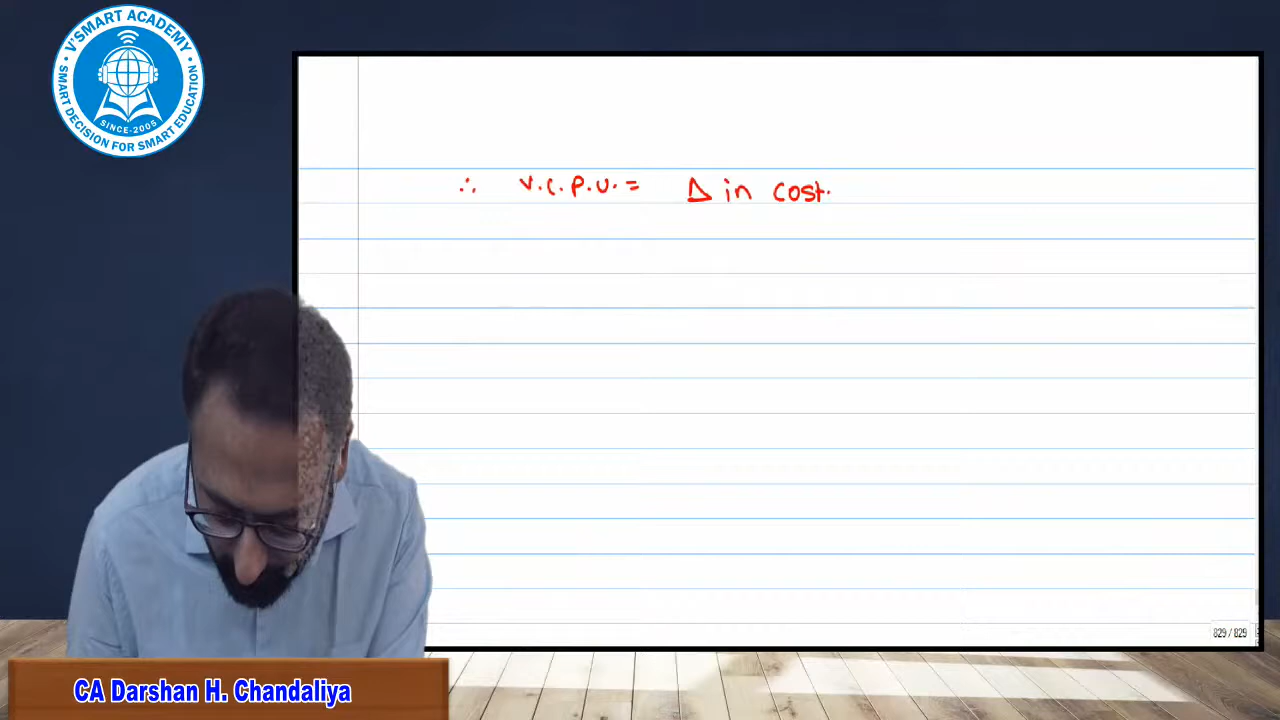 V'SMART ACADEMY
SMART DECISION FOR SMART EDUCATION
SINCE-2005
∴ V.C.P.U. = Δ in cost.
829 / 829
CA Darshan H. Chandaliya